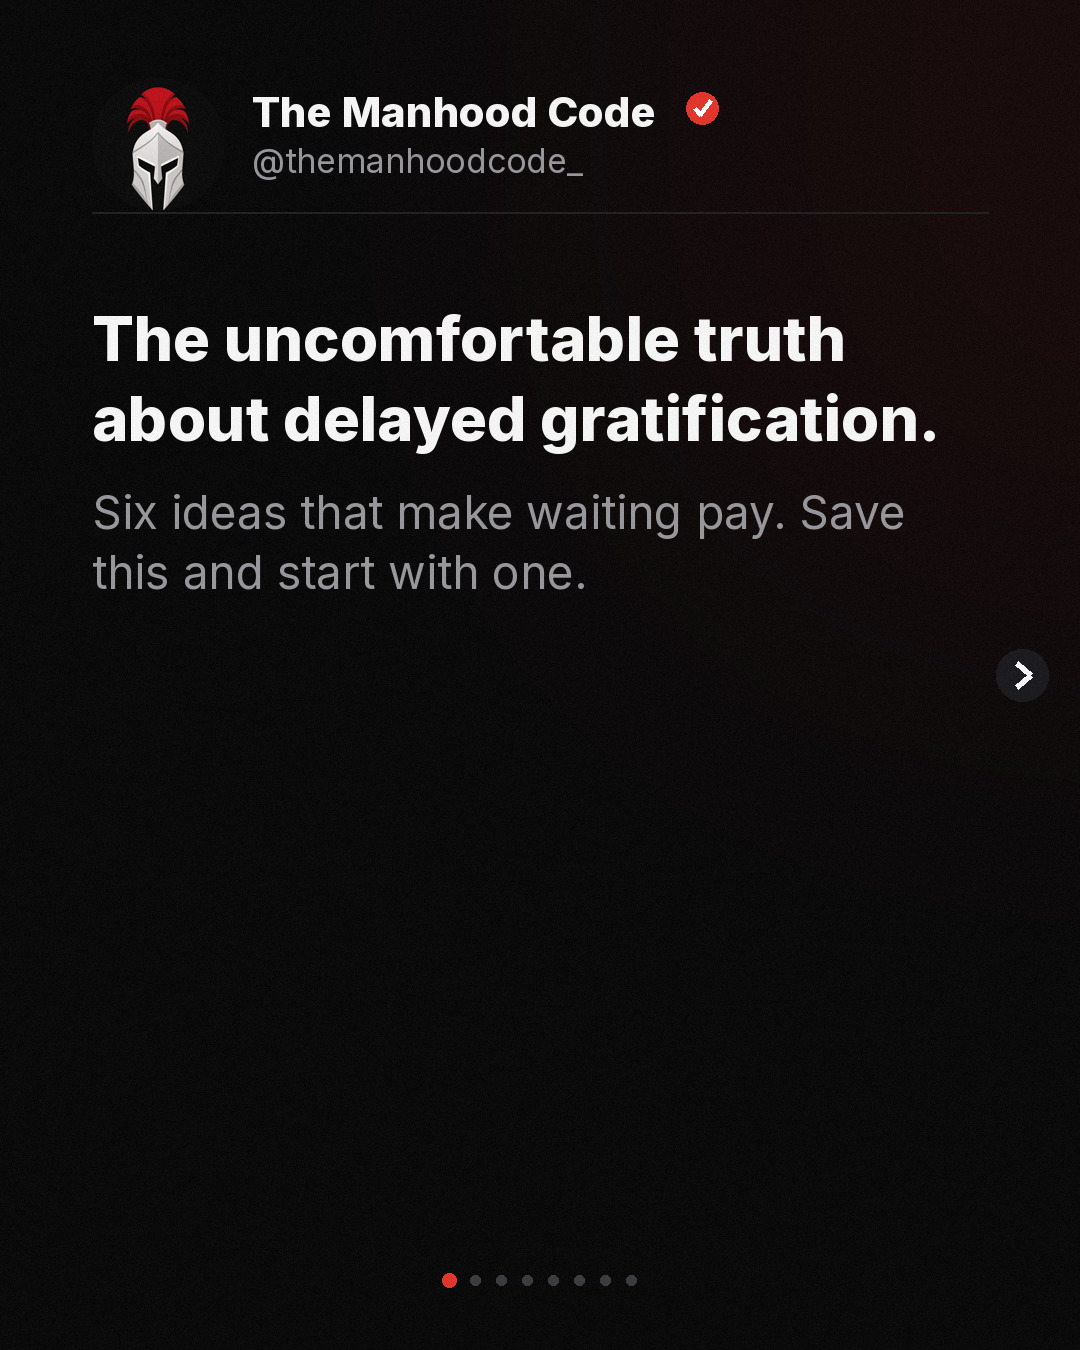 The Manhood Code
@themanhoodcode_
The uncomfortable truth
about delayed gratification.
Six ideas that make waiting pay. Save
this and start with one.